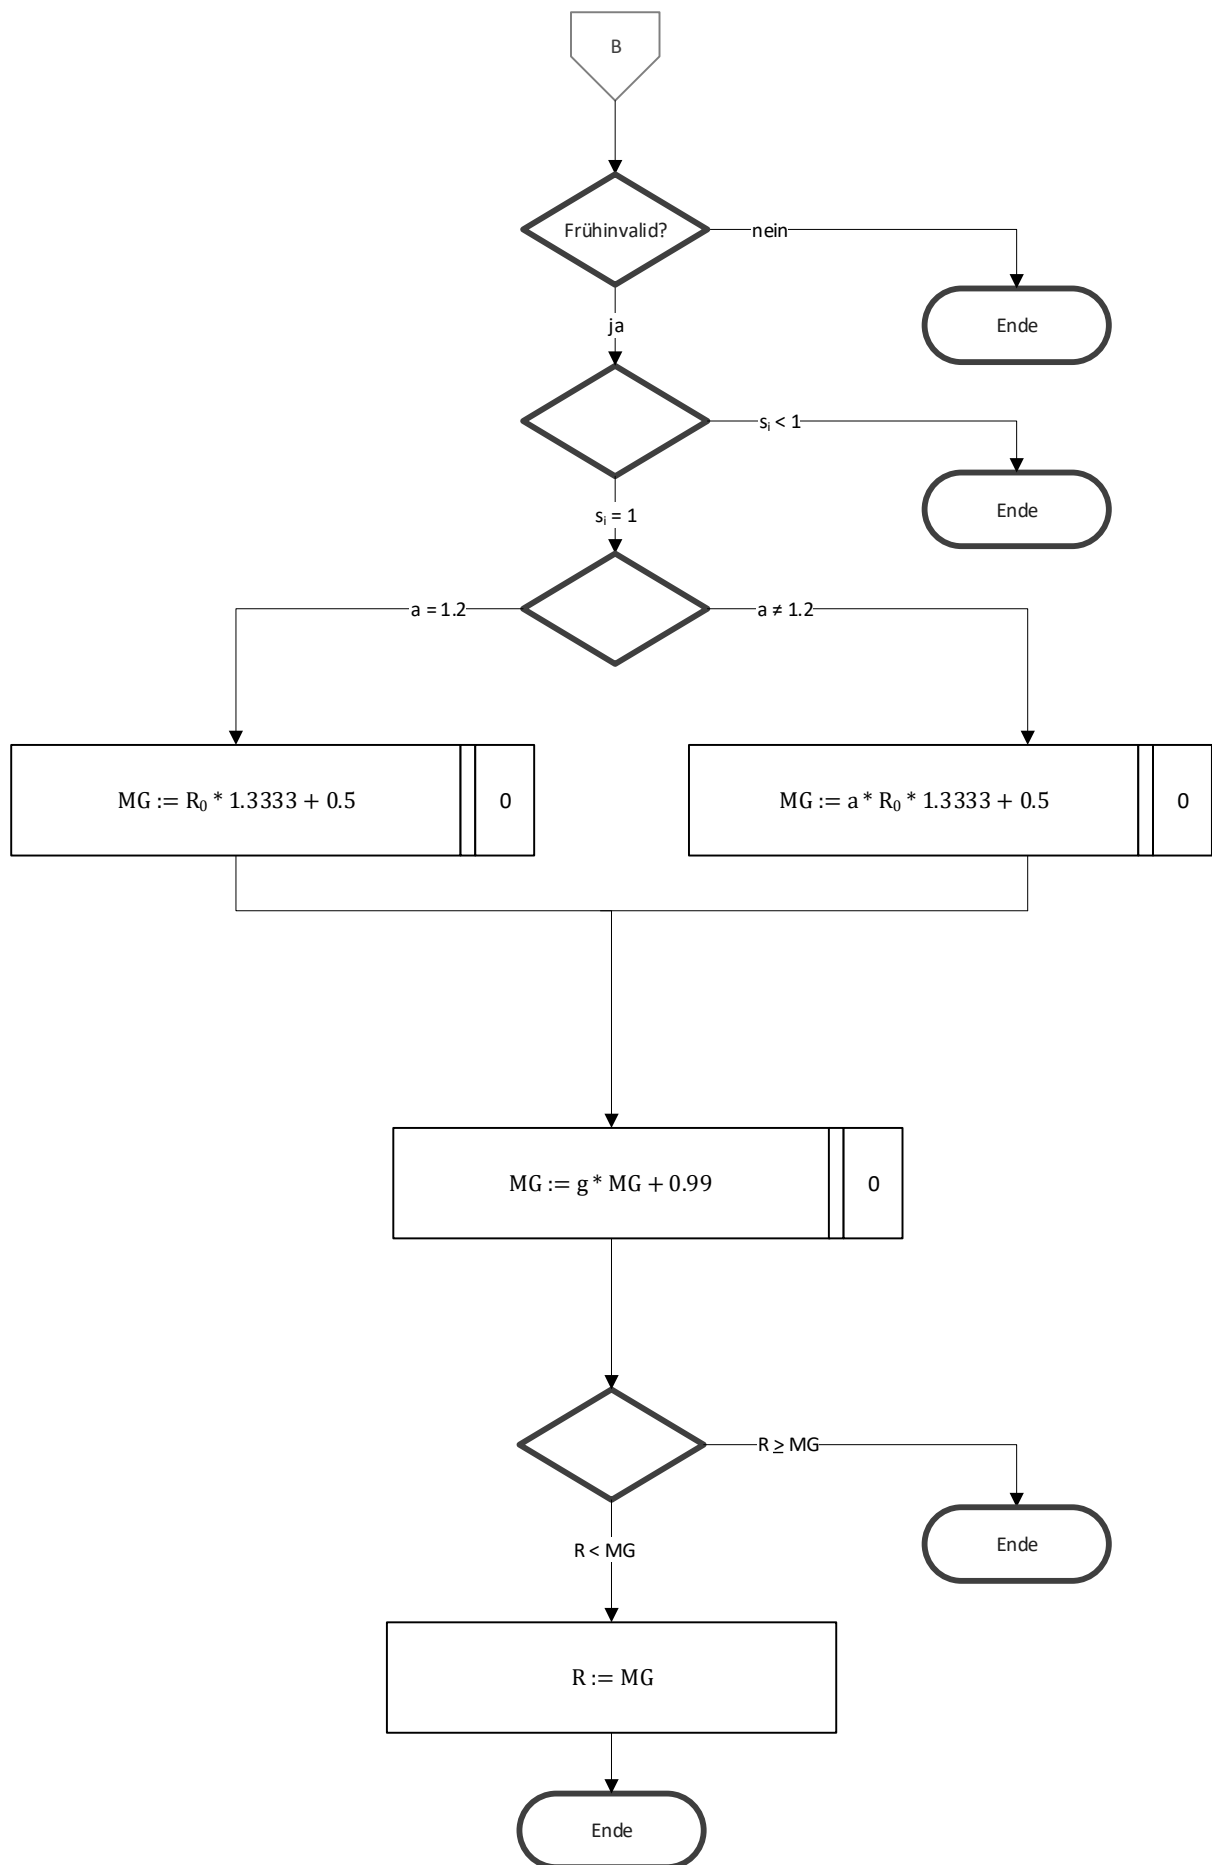 B
Frühinvalid?
nein
Ende
ja
sᵢ < 1
Ende
sᵢ = 1
a = 1.2
a ≠ 1.2
MG := R₀ * 1.3333 + 0.5
0
MG := a * R₀ * 1.3333 + 0.5
0
MG := g * MG + 0.99
0
R ≥ MG
Ende
R < MG
R := MG
Ende